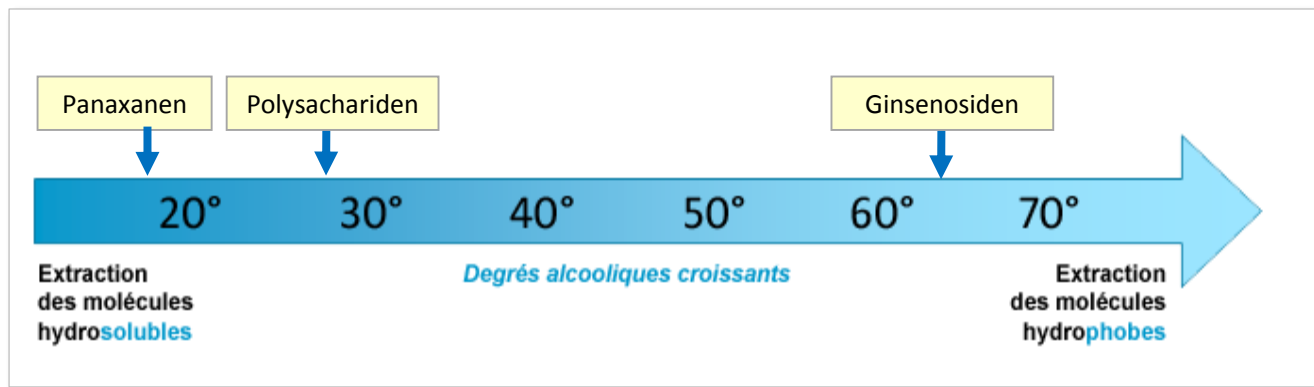 Panaxanen
Polysachariden
Ginsenosiden
20° 30° 40° 50° 60° 70°
Extraction
des molécules
hydrosolubles
Degrés alcooliques croissants
Extraction
des molécules
hydrophobes